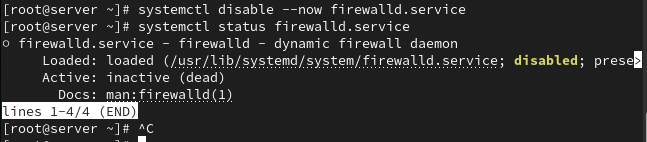 [root@server ~]# systemctl disable --now firewalld.service
[root@server ~]# systemctl status firewalld.service
○ firewalld.service - firewalld - dynamic firewall daemon
     Loaded: loaded (/usr/lib/systemd/system/firewalld.service; disabled; prese>
     Active: inactive (dead)
       Docs: man:firewalld(1)
lines 1-4/4 (END)
[root@server ~]# ^C